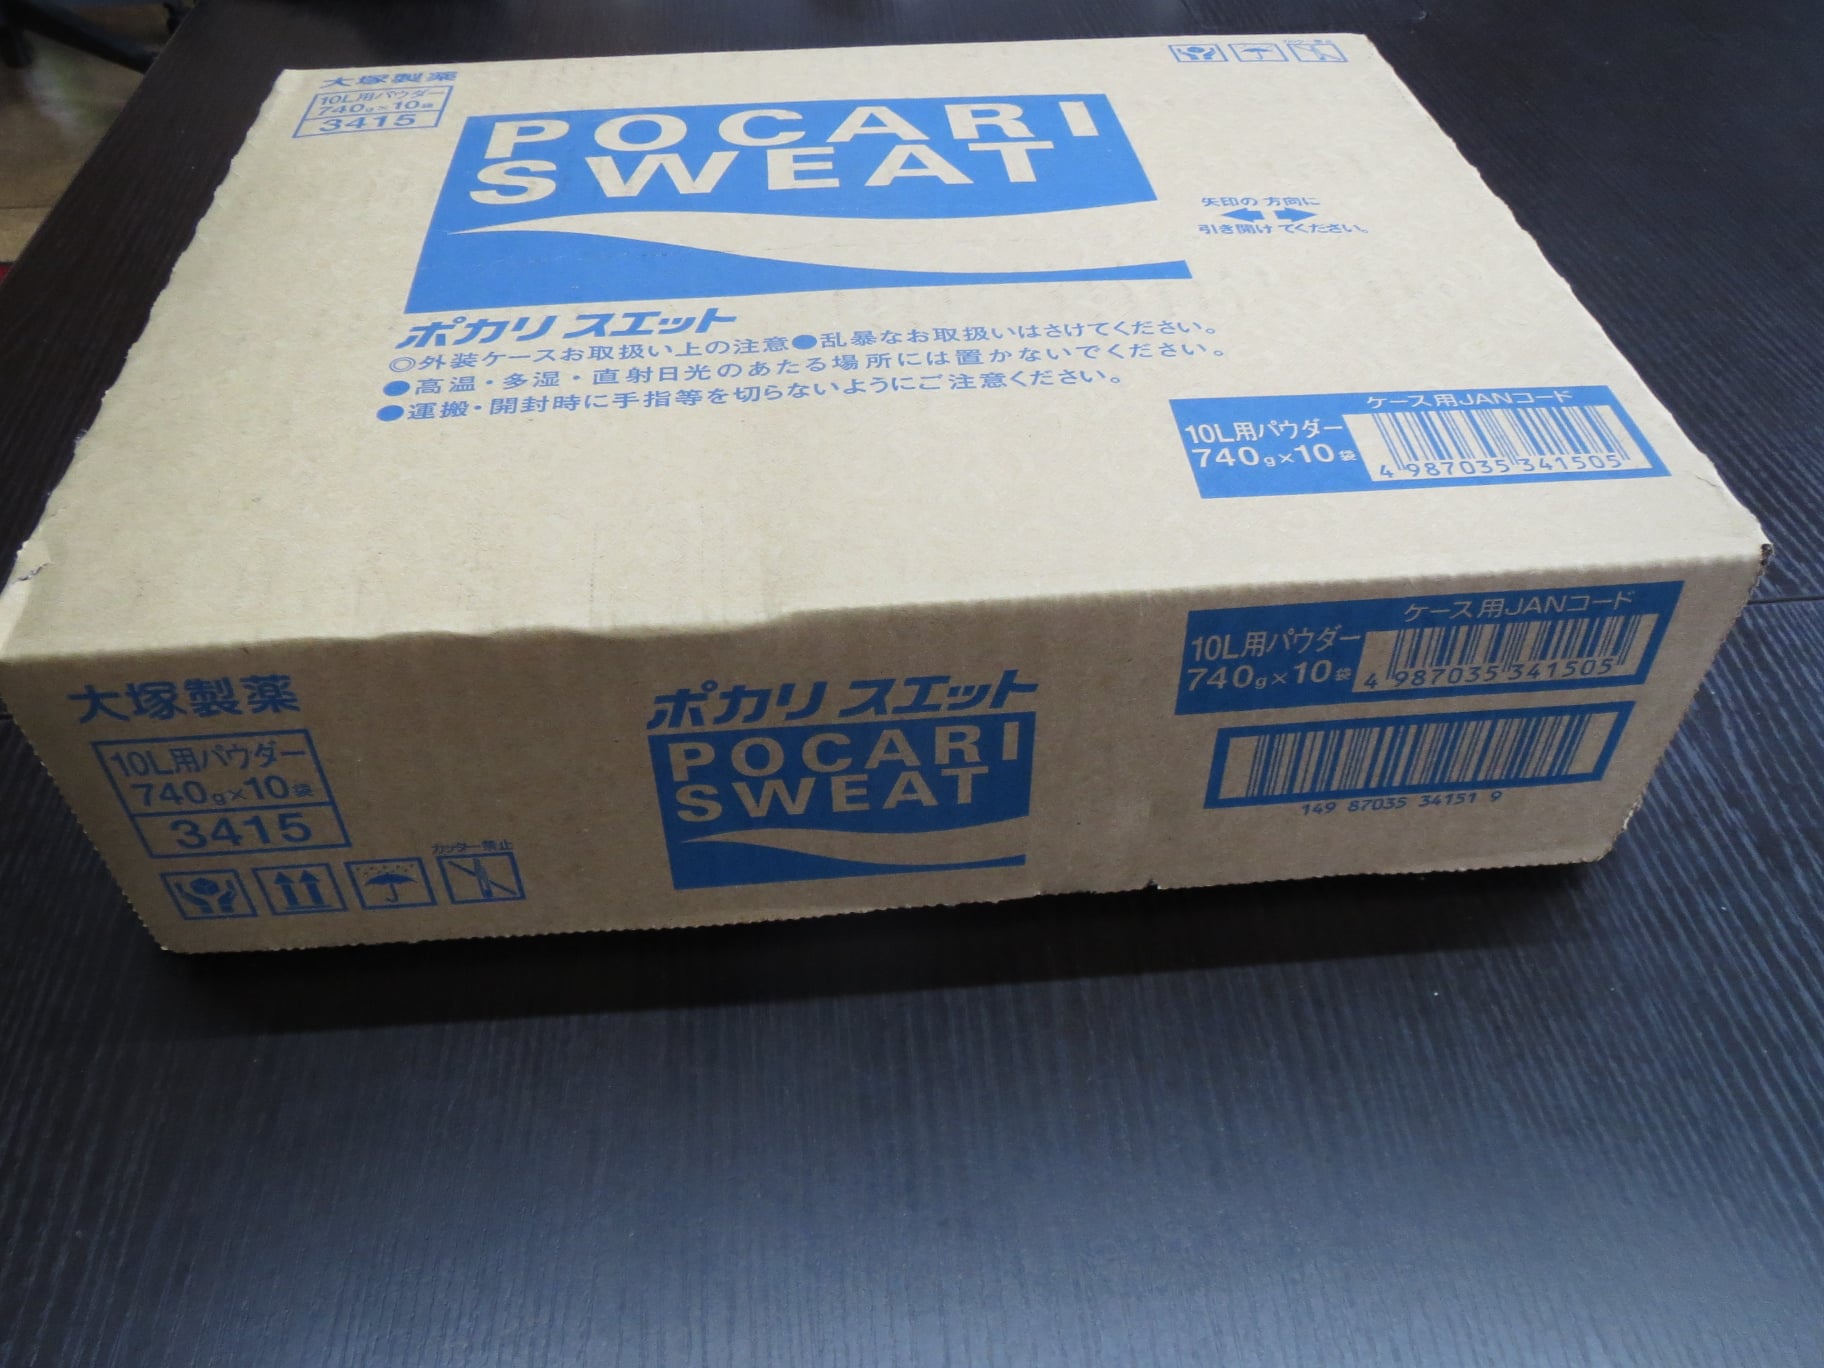 大塚製薬
10L用パウダー
740g×10袋
3415
POCARI
SWEAT
矢印の方向に
引き開けてください。
ポカリスエット
◎外装ケースお取扱い上の注意●乱暴なお取扱いはさけてください。
●高温・多湿・直射日光のあたる場所には置かないでください。
●運搬・開封時に手指等を切らないようにご注意ください。
ケース用JANコード
10L用パウダー
740g×10袋
4 987035 341505
大塚製薬
10L用パウダー
740g×10袋
3415
カッター禁止
ポカリスエット
POCARI
SWEAT
ケース用JANコード
10L用パウダー
740g×10袋
4 987035 341505
149 87035 34151 9